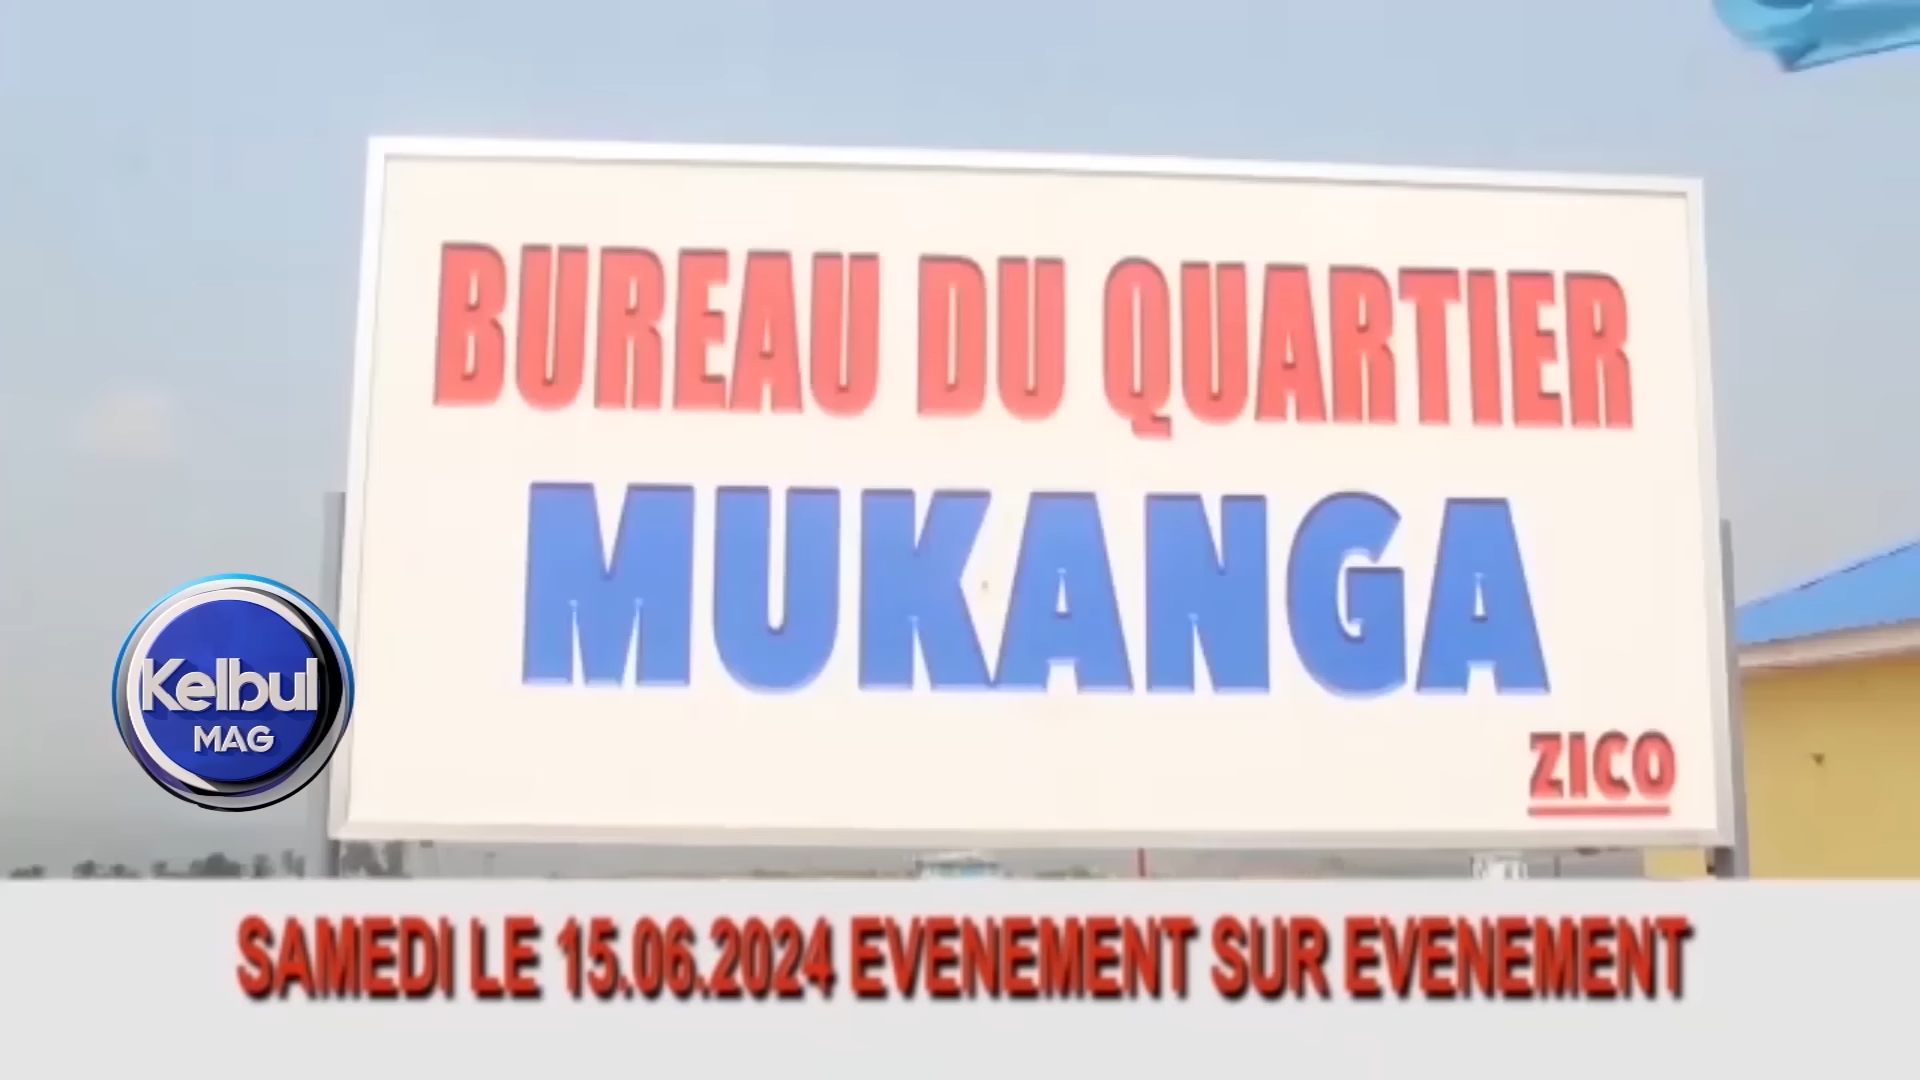 BUREAU DU QUARTIER
MUKANGA
ZICO
Kelbul
MAG
SAMEDI LE 15.06.2024 EVENEMENT SUR EVENEMENT